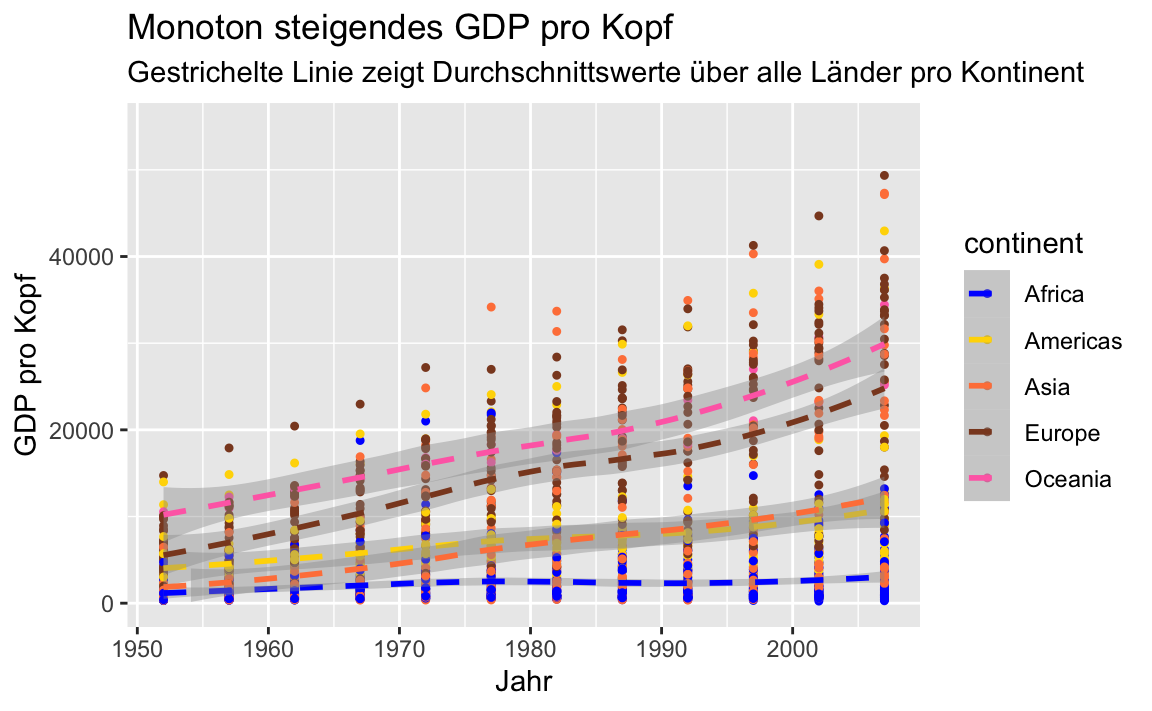 Monoton steigendes GDP pro Kopf
Gestrichelte Linie zeigt Durchschnittswerte über alle Länder pro Kontinent
GDP pro Kopf
40000
20000
0
1950
1960
1970
1980
1990
2000
Jahr
continent
Africa
Americas
Asia
Europe
Oceania